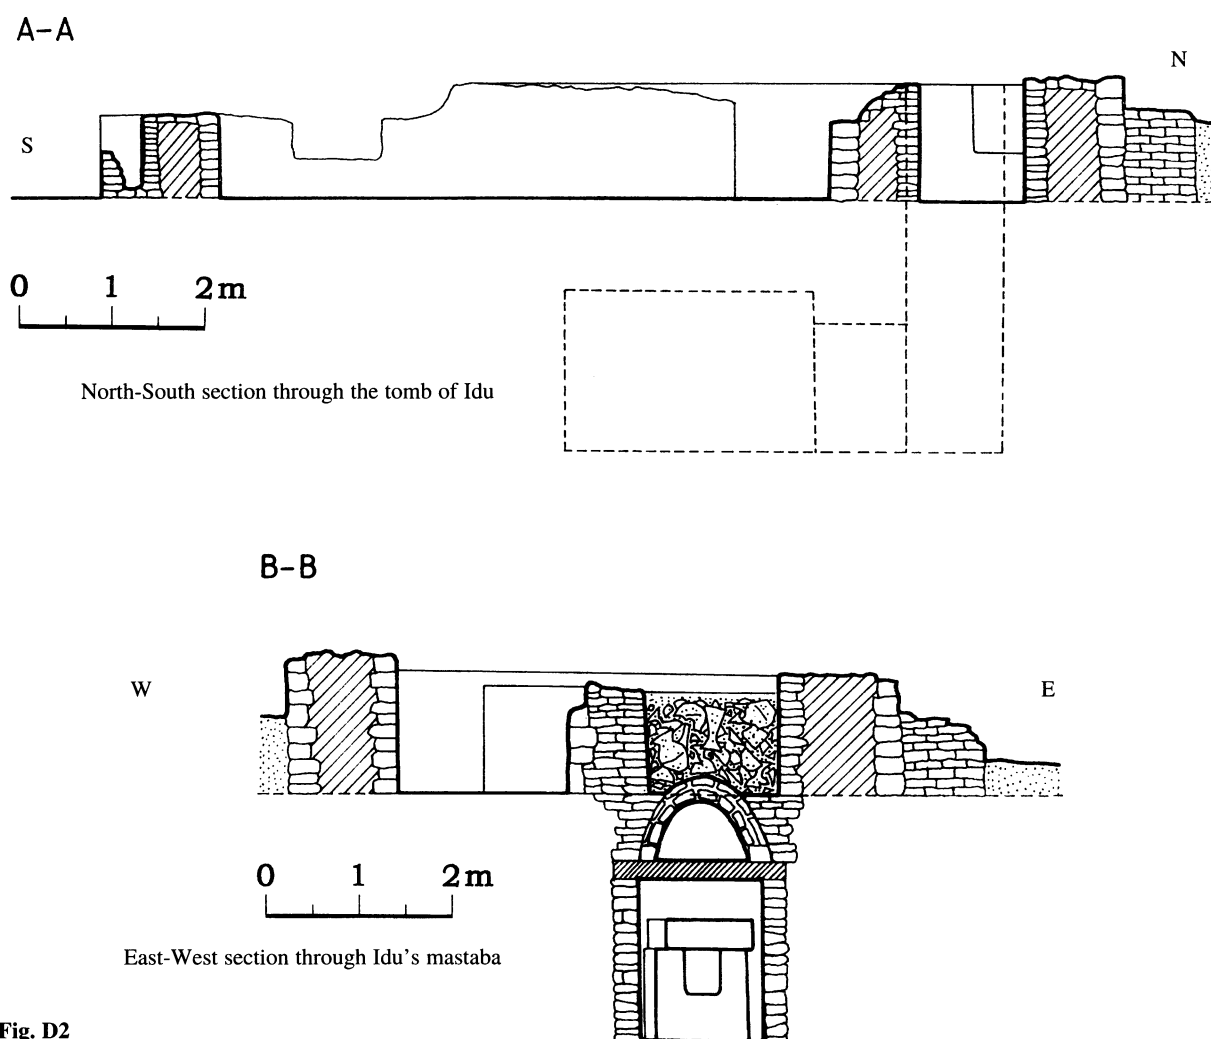 A-A
N
S
0 1 2m
North-South section through the tomb of Idu
B-B
W
E
0 1 2m
East-West section through Idu's mastaba
Fig. D2